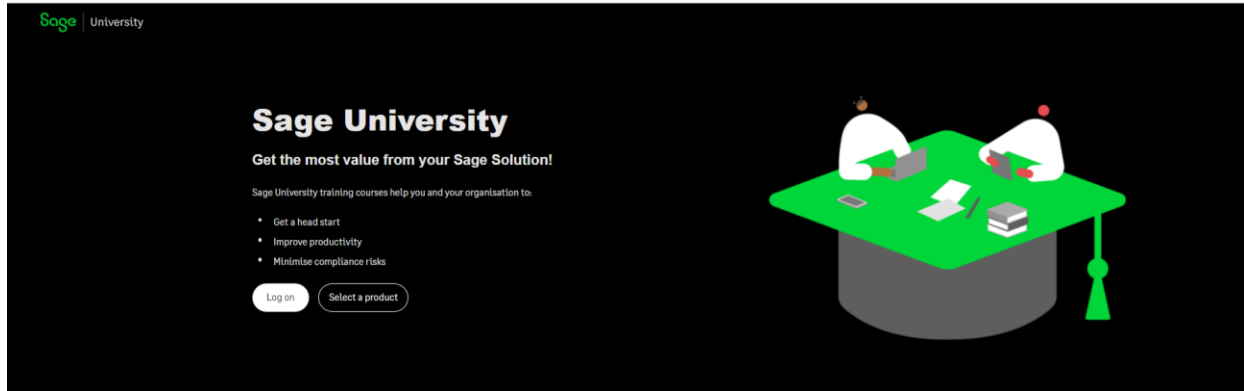 Sage University
Sage University
Get the most value from your Sage Solution!
Sage University training courses help you and your organisation to:
• Get a head start
• Improve productivity
• Minimise compliance risks
Log on Select a product